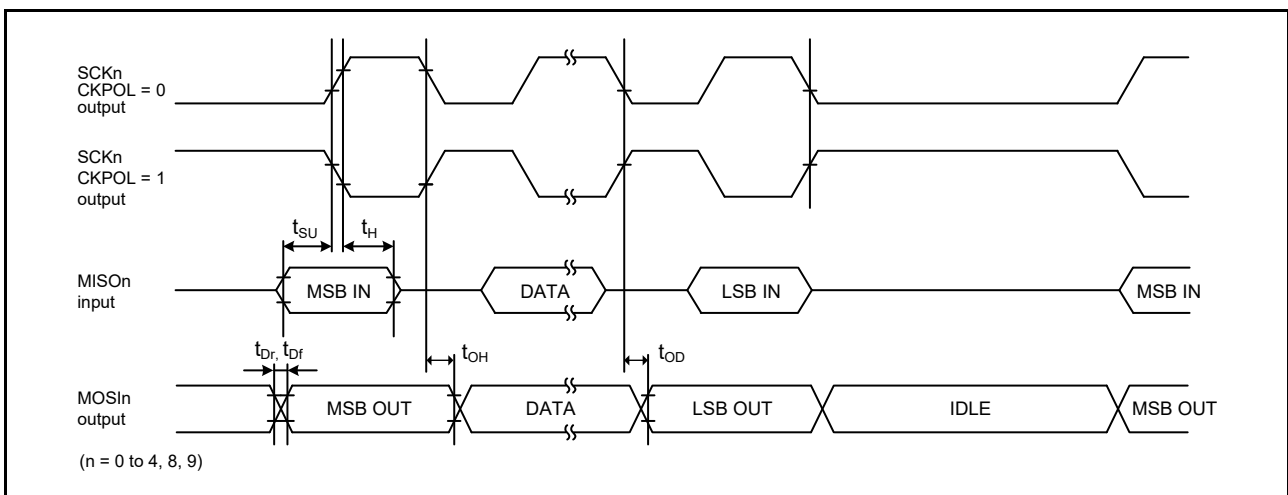 SCKn
CKPOL = 0
output
SCKn
CKPOL = 1
output
tSU
tH
MISOn
input
MSB IN
DATA
LSB IN
MSB IN
tDr, tDf
tOH
tOD
MOSIn
output
MSB OUT
DATA
LSB OUT
IDLE
MSB OUT
(n = 0 to 4, 8, 9)